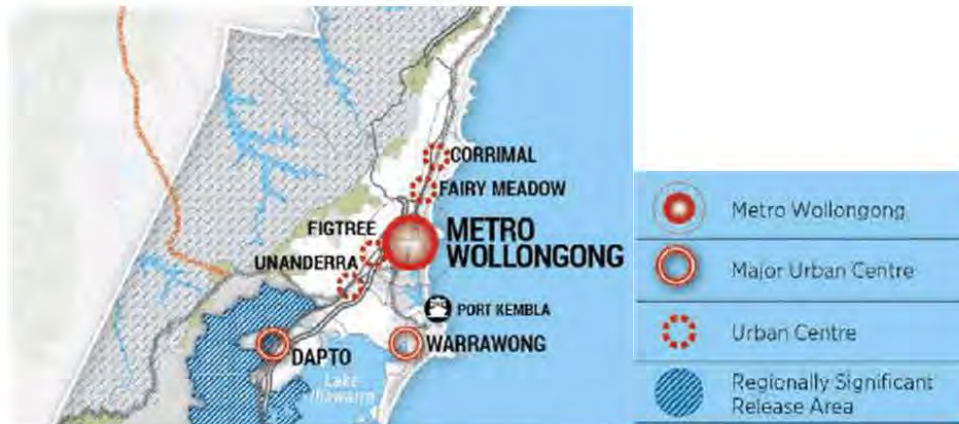 CORRIMAL
FAIRY MEADOW
FIGTREE
METRO
WOLLONGONG
UNANDERRA
PORT KEMBLA
DAPTO
WARRAWONG
Lake
Illawarra
Metro Wollongong
Major Urban Centre
Urban Centre
Regionally Significant
Release Area